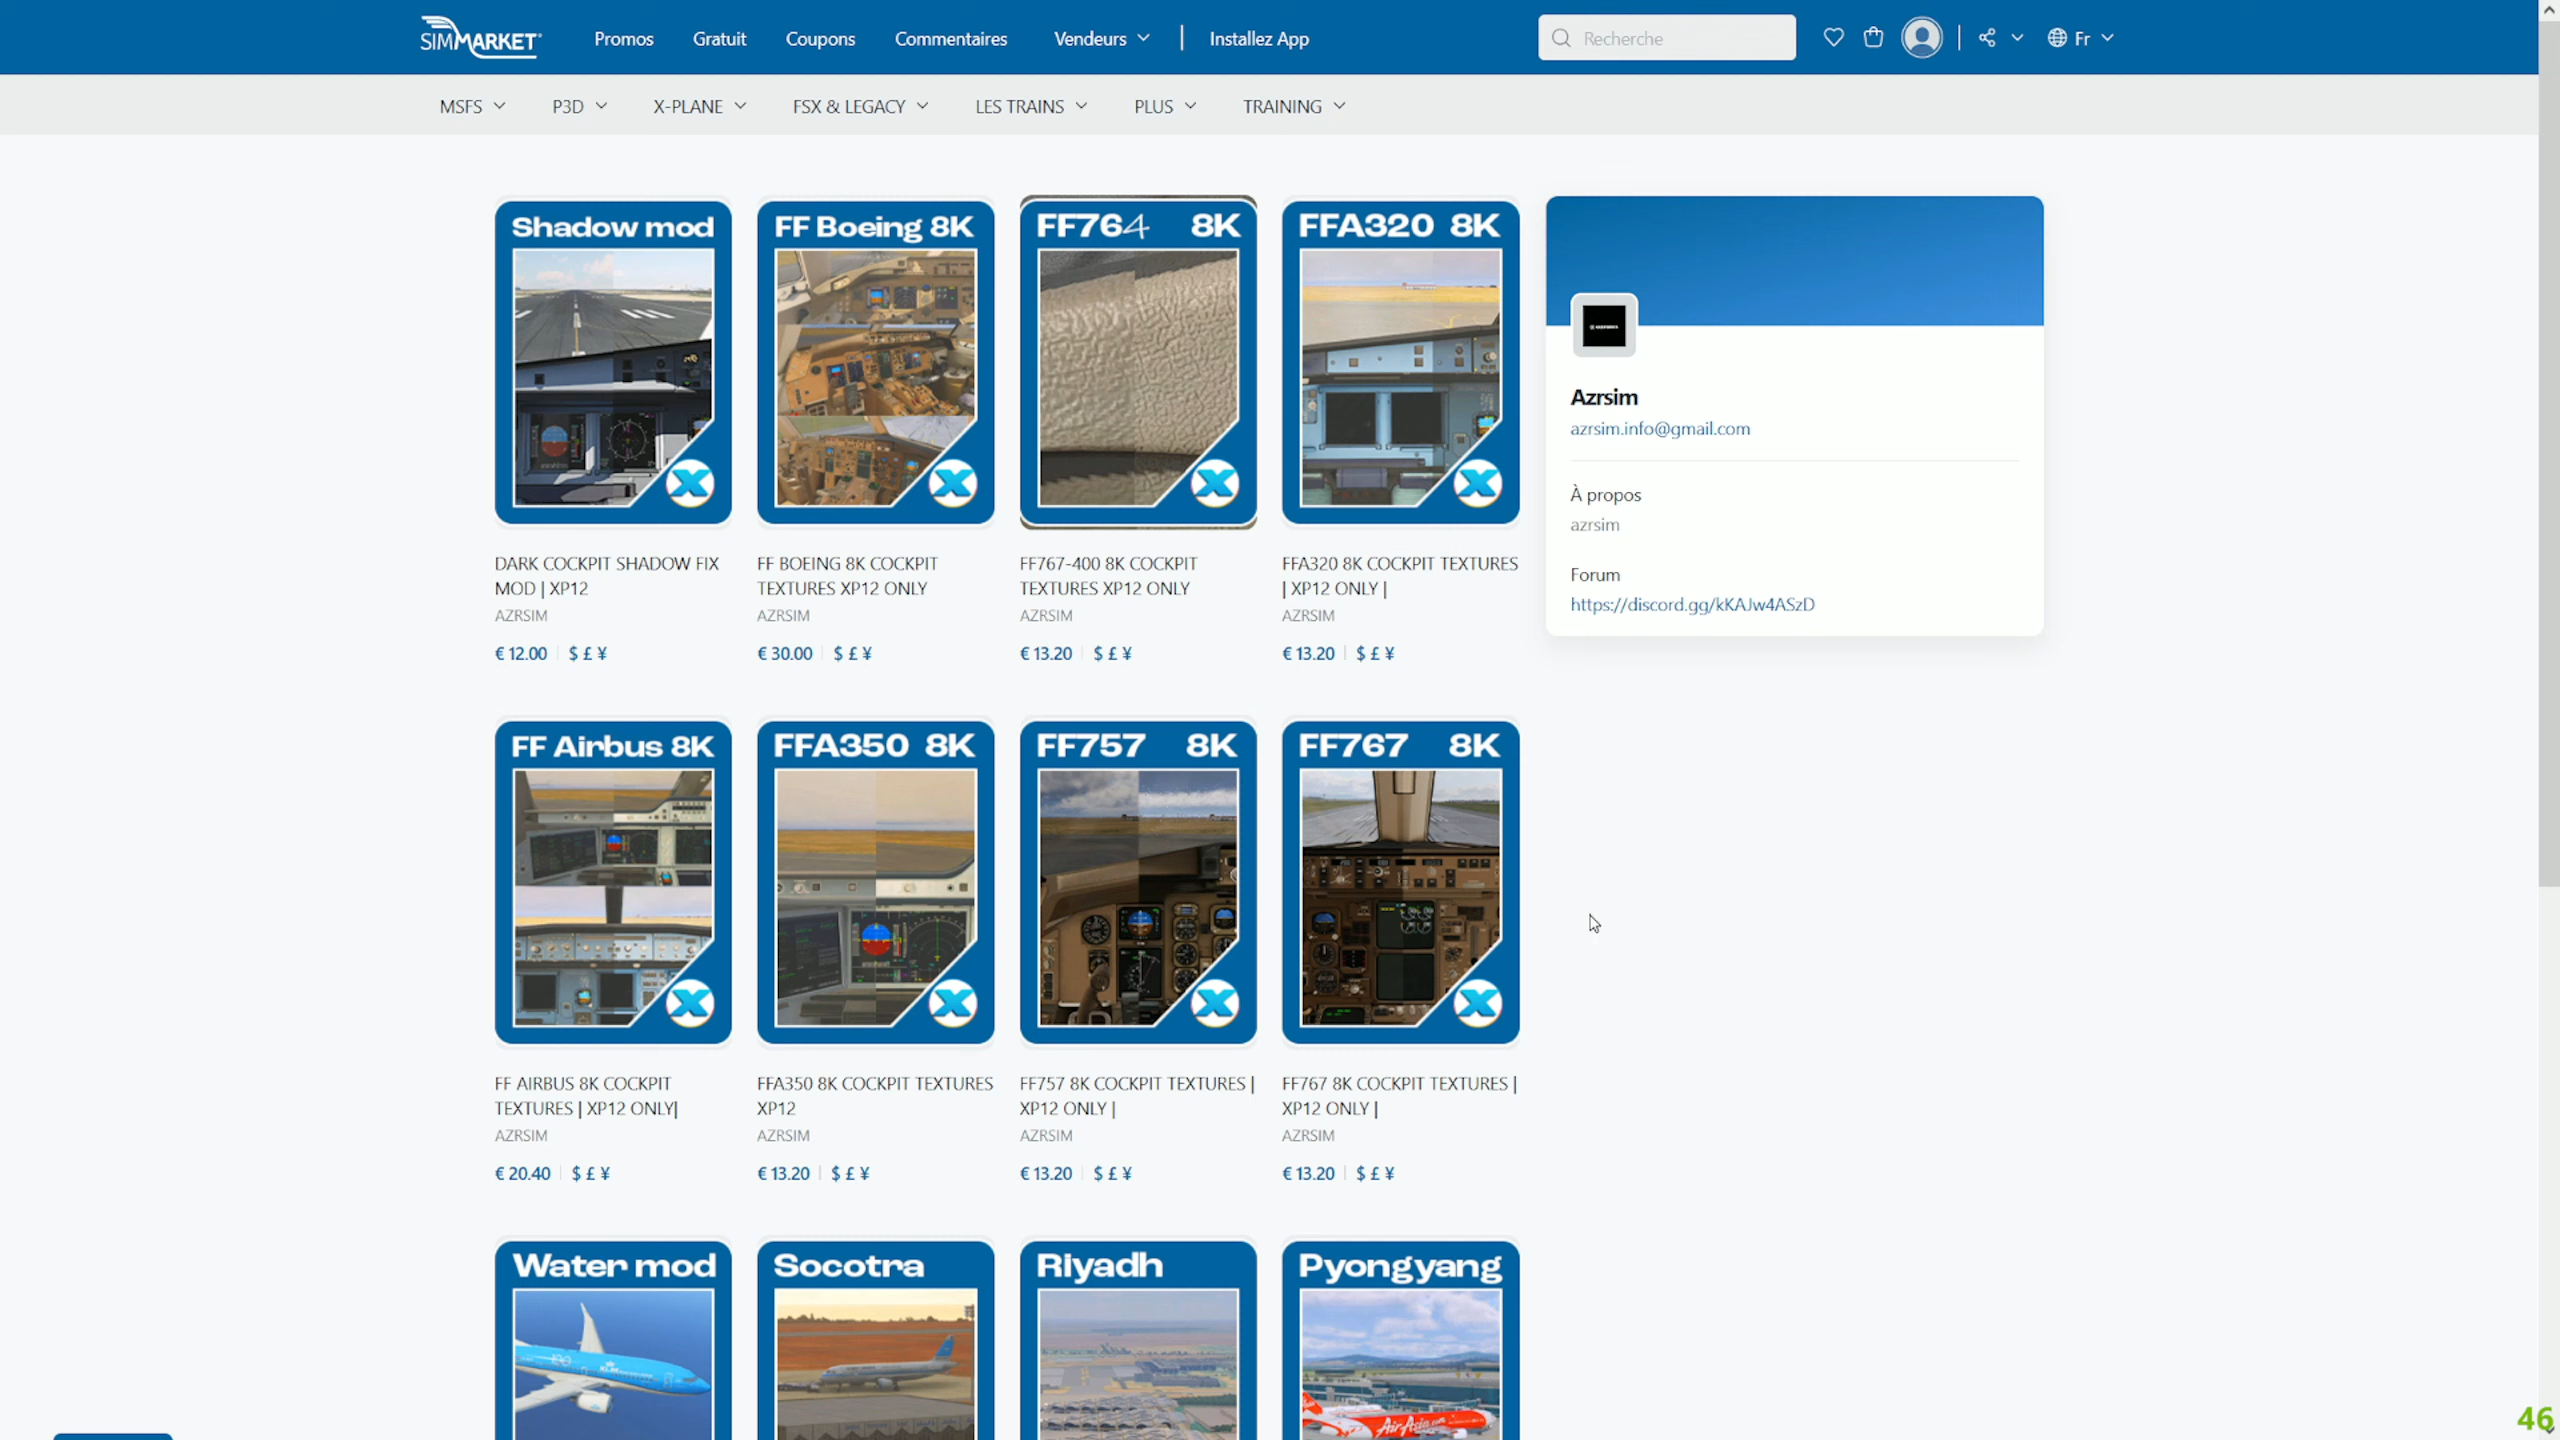 SIMMARKET
Promos
Gratuit
Coupons
Commentaires
Vendeurs
Installez App
Recherche
Fr
MSFS
P3D
X-PLANE
FSX & LEGACY
LES TRAINS
PLUS
TRAINING
Shadow mod
FF Boeing 8K
FF764 8K
FFA320 8K
DARK COCKPIT SHADOW FIX
MOD | XP12
AZRSIM
€ 12.00 | $ £ ¥
FF BOEING 8K COCKPIT
TEXTURES XP12 ONLY
AZRSIM
€ 30.00 | $ £ ¥
FF767-400 8K COCKPIT
TEXTURES XP12 ONLY
AZRSIM
€ 13.20 | $ £ ¥
FFA320 8K COCKPIT TEXTURES
| XP12 ONLY |
AZRSIM
€ 13.20 | $ £ ¥
Azrsim
azrsim.info@gmail.com
À propos
azrsim
Forum
https://discord.gg/kKAJw4ASzD
FF Airbus 8K
FFA350 8K
FF757 8K
FF767 8K
FF AIRBUS 8K COCKPIT
TEXTURES | XP12 ONLY|
AZRSIM
€ 20.40 | $ £ ¥
FFA350 8K COCKPIT TEXTURES
XP12
AZRSIM
€ 13.20 | $ £ ¥
FF757 8K COCKPIT TEXTURES |
XP12 ONLY |
AZRSIM
€ 13.20 | $ £ ¥
FF767 8K COCKPIT TEXTURES |
XP12 ONLY |
AZRSIM
€ 13.20 | $ £ ¥
Water mod
Socotra
Riyadh
Pyongyang
KLM
AirAsia.com
46